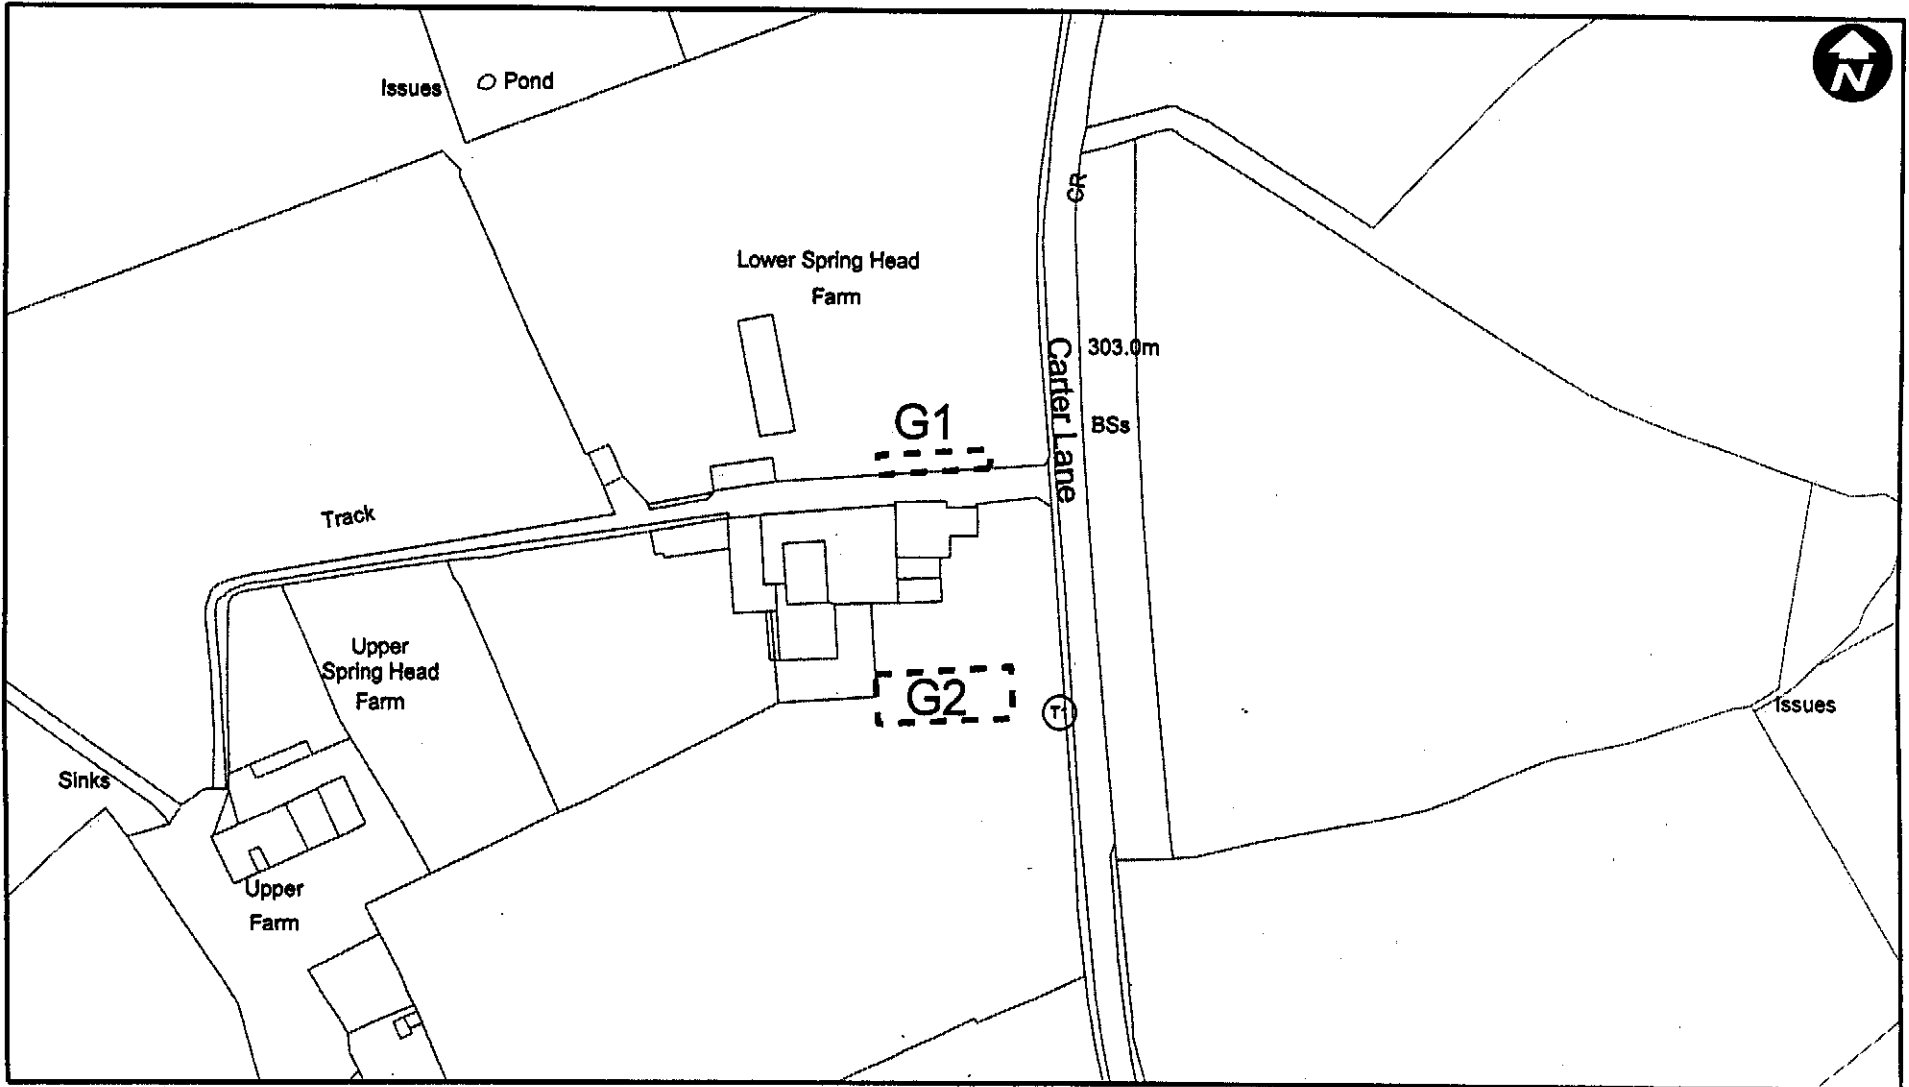 N
Issues
Pond
CR
Lower Spring Head
Farm
Carter Lane
303.0m
G1
BSs
Track
Upper
Spring Head
Farm
G2
T1
Issues
Sinks
Upper
Farm